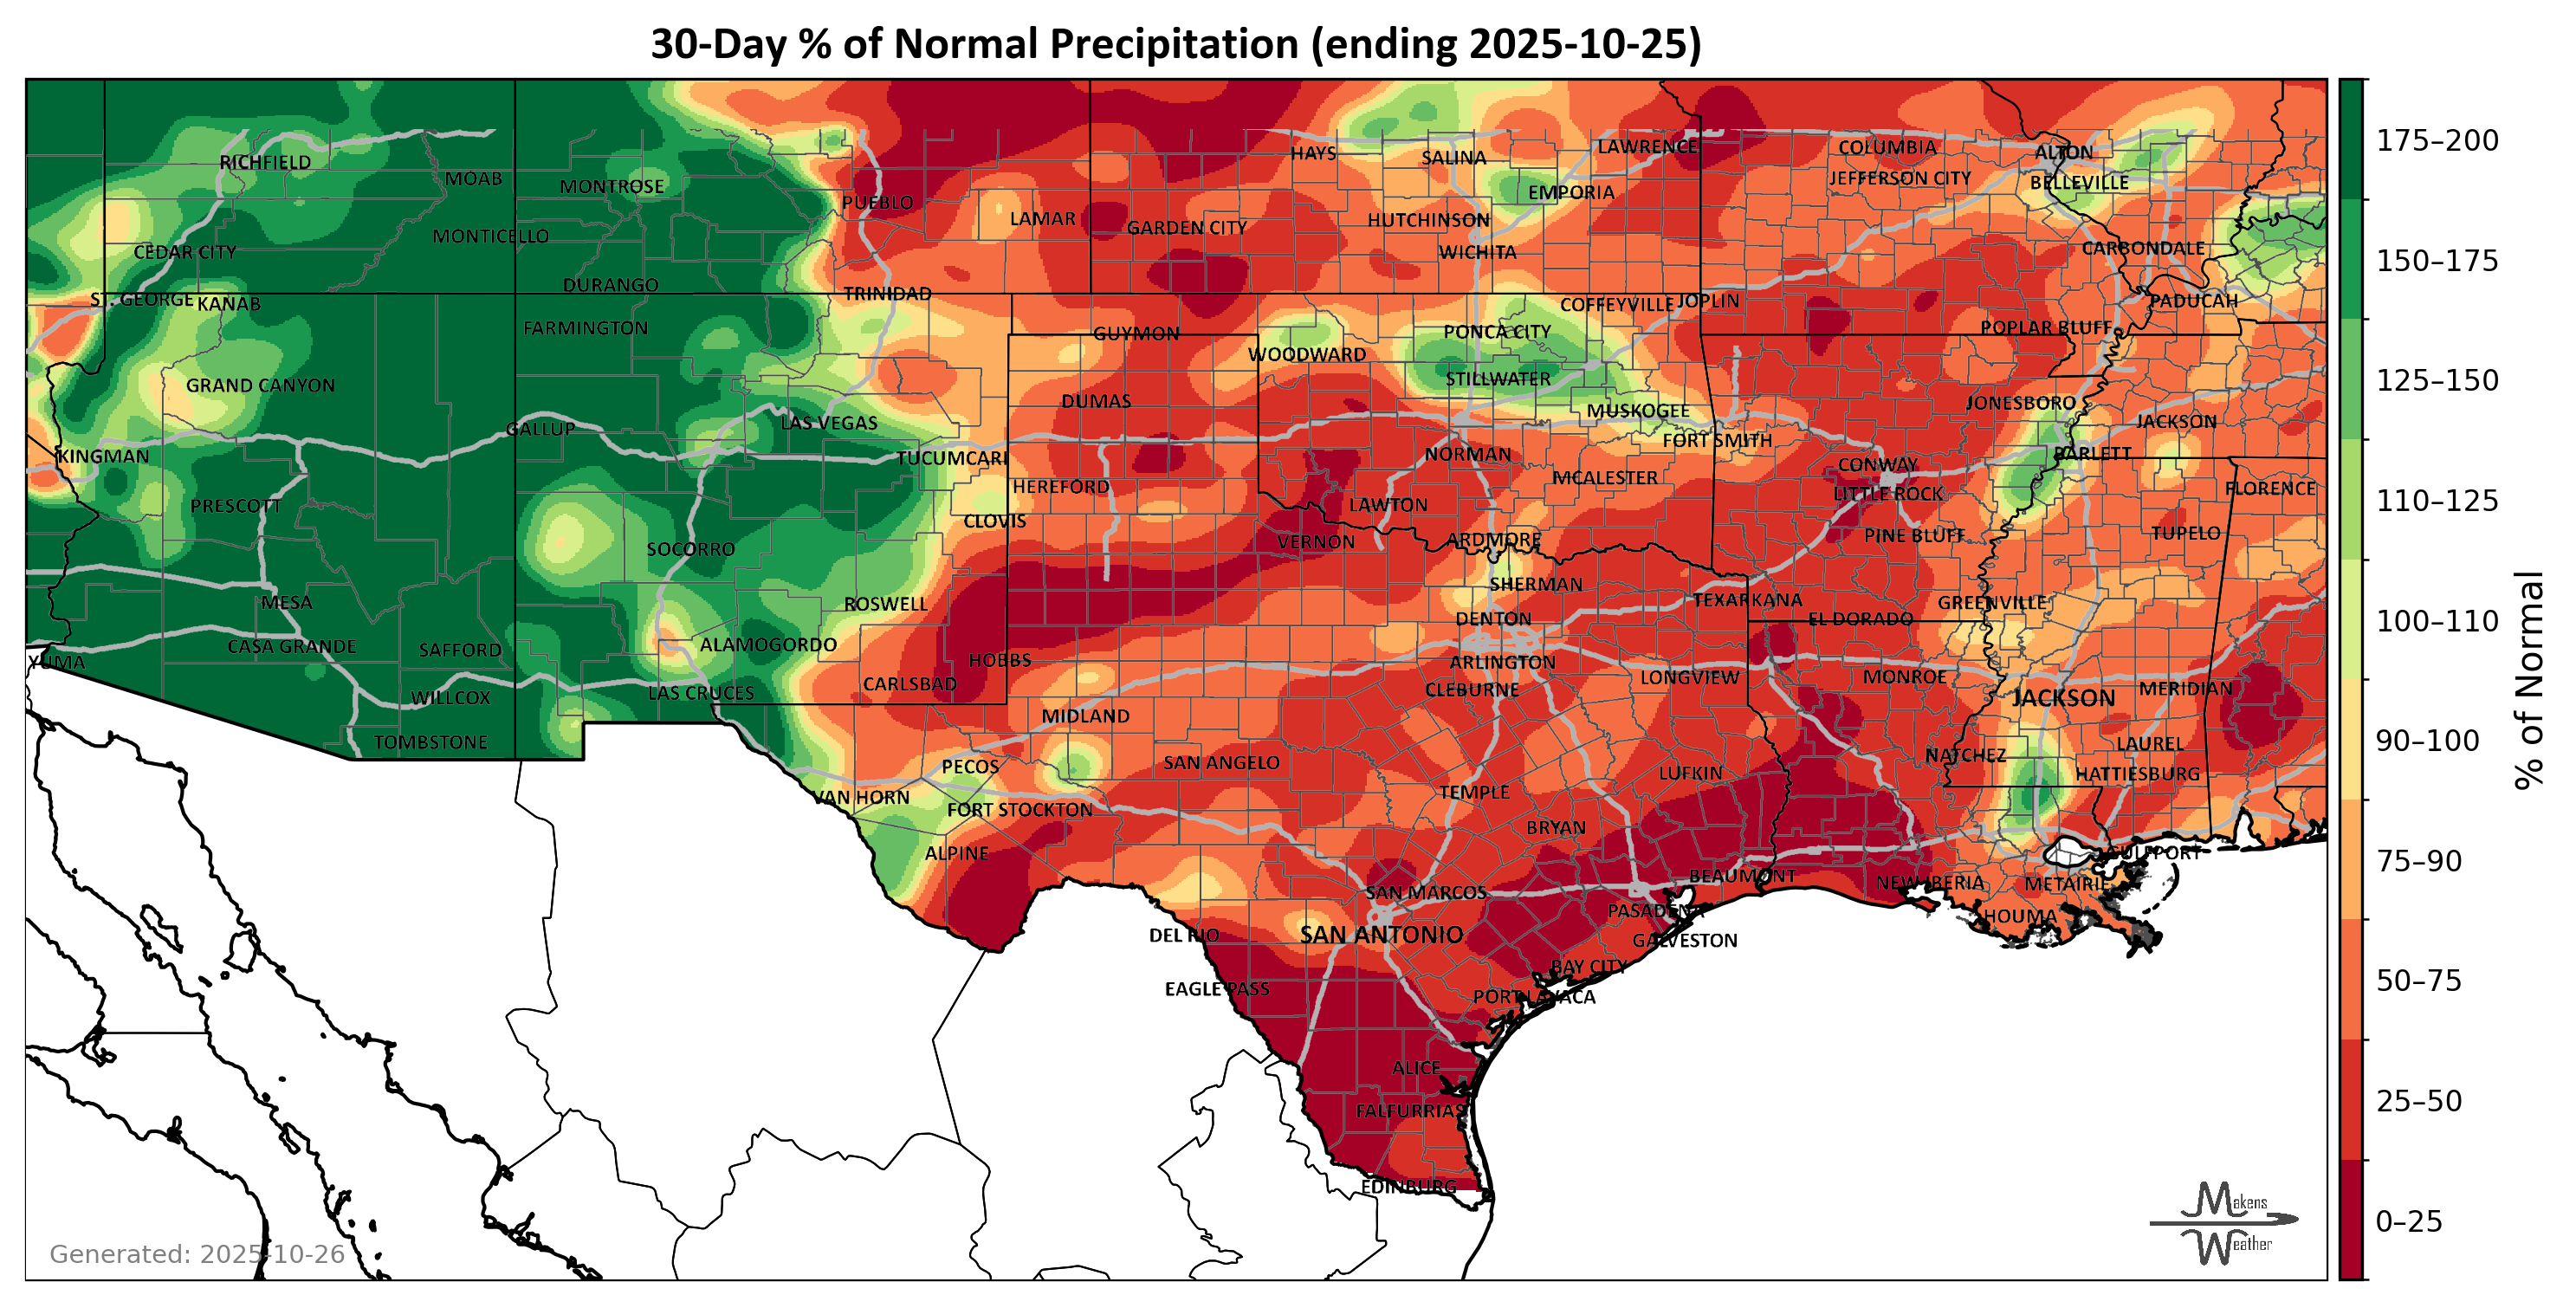 30-Day % of Normal Precipitation (ending 2025-10-25)
RICHFIELD
MOAB
MONTROSE
PUEBLO
LAMAR
HAYS
SALINA
LAWRENCE
COLUMBIA
ALTON
JEFFERSON CITY
BELLEVILLE
EMPORIA
GARDEN CITY
HUTCHINSON
WICHITA
MONTICELLO
CEDAR CITY
CARBONDALE
DURANGO
TRINIDAD
ST. GEORGE
KANAB
COFFEYVILLE
JOPLIN
PADUCAH
FARMINGTON
GUYMON
PONCA CITY
POPLAR BLUFF
WOODWARD
GRAND CANYON
STILLWATER
DUMAS
MUSKOGEE
JONESBORO
JACKSON
GALLUP
LAS VEGAS
FORT SMITH
KINGMAN
TUCUMCARI
NORMAN
BARLETT
CONWAY
PRESCOTT
HEREFORD
MCALESTER
LITTLE ROCK
FLORENCE
LAWTON
CLOVIS
VERNON
ARDMORE
PINE BLUFF
TUPELO
SOCORRO
SHERMAN
MESA
ROSWELL
TEXARKANA
GREENVILLE
DENTON
EL DORADO
CASA GRANDE
SAFFORD
ALAMOGORDO
YUMA
HOBBS
ARLINGTON
CARLSBAD
CLEBURNE
LONGVIEW
MONROE
MERIDIAN
WILLCOX
LAS CRUCES
JACKSON
MIDLAND
TOMBSTONE
LAUREL
NATCHEZ
PECOS
SAN ANGELO
LUFKIN
HATTIESBURG
VAN HORN
FORT STOCKTON
TEMPLE
BRYAN
ALPINE
GULFPORT
SAN MARCOS
BEAUMONT
NEW IBERIA
METAIRIE
PASADENA
HOUMA
DEL RIO
SAN ANTONIO
GALVESTON
BAY CITY
EAGLE PASS
PORT LAVACA
ALICE
FALFURRIAS
EDINBURG
Generated: 2025-10-26
Makens
Weather
175–200
150–175
125–150
110–125
100–110
90–100
75–90
50–75
25–50
0–25
% of Normal